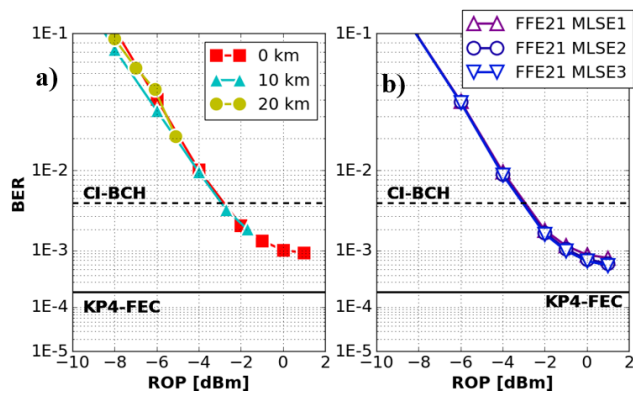 a)
0 km
10 km
20 km
1E-1
1E-2
1E-3
1E-4
1E-5
BER
CI-BCH
KP4-FEC
−10 −8 −6 −4 −2 0 2
ROP [dBm]
b)
FFE21 MLSE1
FFE21 MLSE2
FFE21 MLSE3
1E-1
1E-2
1E-3
1E-4
1E-5
CI-BCH
KP4-FEC
−10 −8 −6 −4 −2 0 2
ROP [dBm]